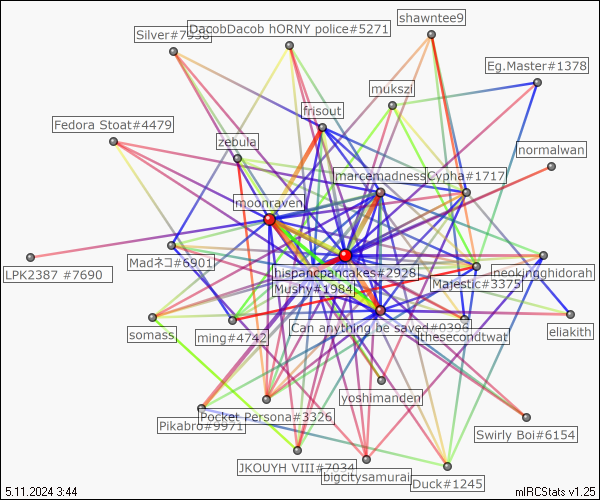 shawntee9
DacobDacob hORNY police#5271
Silver#7938
Eg.Master#1378
mukszi
frisout
Fedora Stoat#4479
zebula
normalwan
marcemadness
Cypha#1717
moonraven
Madネコ#6901
LPK2387 #7690
hispancpancakes#2928
neokingghidorah
Majestic#3375
Mushy#1984
Can anything be saved#0396
somass
ming#4742
thesecondtwat
eliakith
yoshimanden
Pocket Persona#3326
Pikabro#9971
Swirly Boi#6154
JKOUYH VIII#7034
bigcitysamurai
Duck#1245
5.11.2024 3:44
mIRCStats v1.25